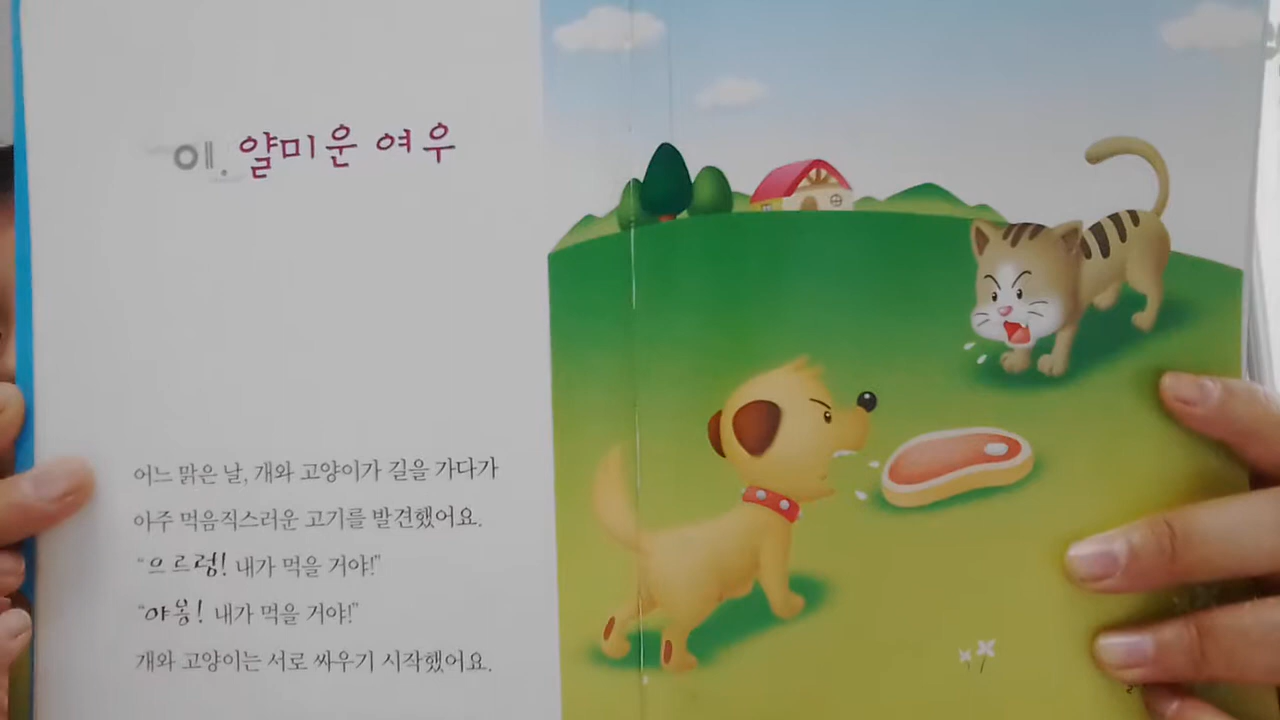 01. 얄미운 여우
어느 맑은 날, 개와 고양이가 길을 가다가
아주 먹음직스러운 고기를 발견했어요.
“으르렁! 내가 먹을 거야!”
“야옹! 내가 먹을 거야!”
개와 고양이는 서로 싸우기 시작했어요.